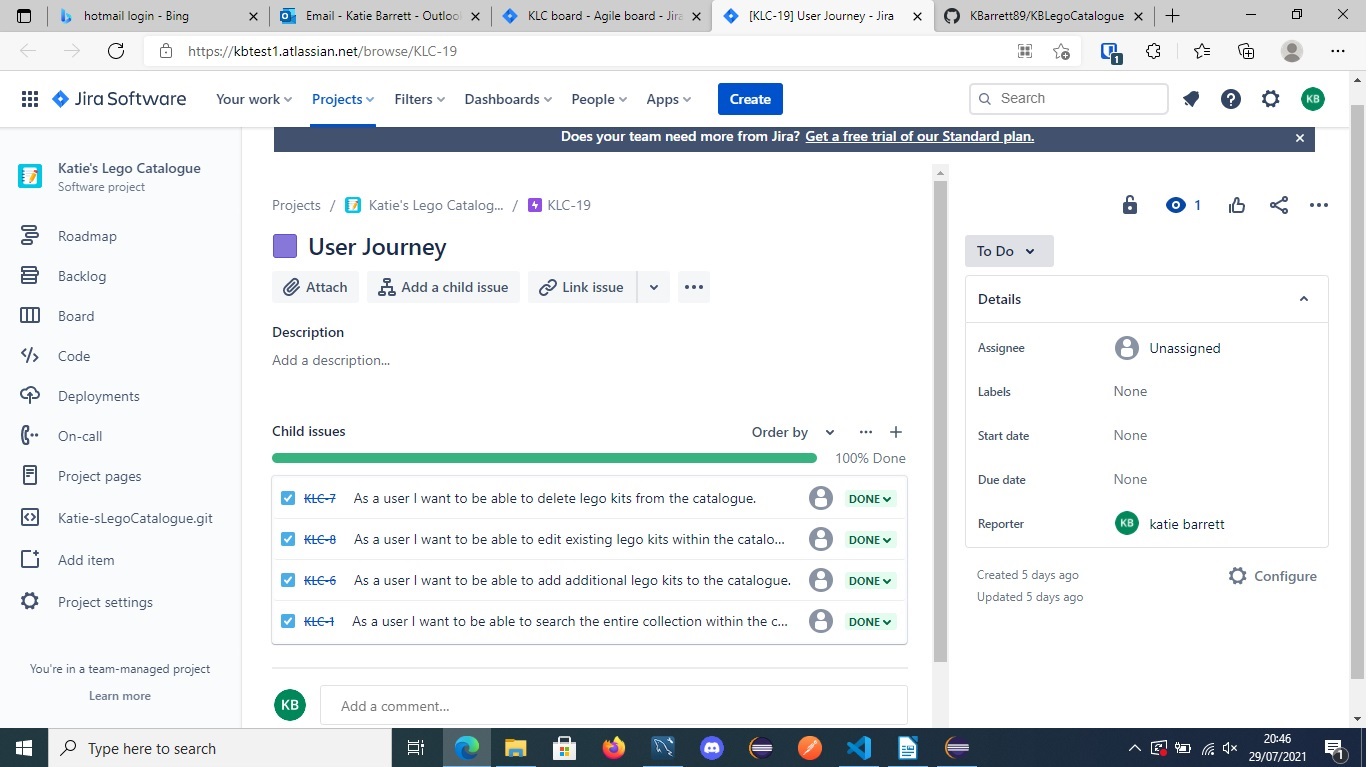 hotmail login - Bing
Email - Katie Barrett - Outlool
KLC board - Agile board - Jira
[KLC-19] User Journey - Jira
KBarrett89/KBLegoCatalogue
https://kbtest1.atlassian.net/browse/KLC-19
1
Jira Software
Your work
Projects
Filters
Dashboards
People
Apps
Create
Search
KB
Does your team need more from Jira? Get a free trial of our Standard plan.
Katie's Lego Catalogue
Software project
Roadmap
Backlog
Board
Code
Deployments
On-call
Project pages
Katie-sLegoCatalogue.git
Add item
Project settings
You're in a team-managed project
Learn more
Projects / Katie's Lego Catalog... / KLC-19
User Journey
Attach
Add a child issue
Link issue
Description
Add a description...
Child issues
Order by
100% Done
KLC-7 As a user I want to be able to delete lego kits from the catalogue. DONE
KLC-8 As a user I want to be able to edit existing lego kits within the catalo... DONE
KLC-6 As a user I want to be able to add additional lego kits to the catalogue. DONE
KLC-1 As a user I want to be able to search the entire collection within the c... DONE
KB
Add a comment...
1
To Do
Details
Assignee Unassigned
Labels None
Start date None
Due date None
Reporter KB katie barrett
Created 5 days ago
Updated 5 days ago
Configure
Type here to search
20:46
29/07/2021
1